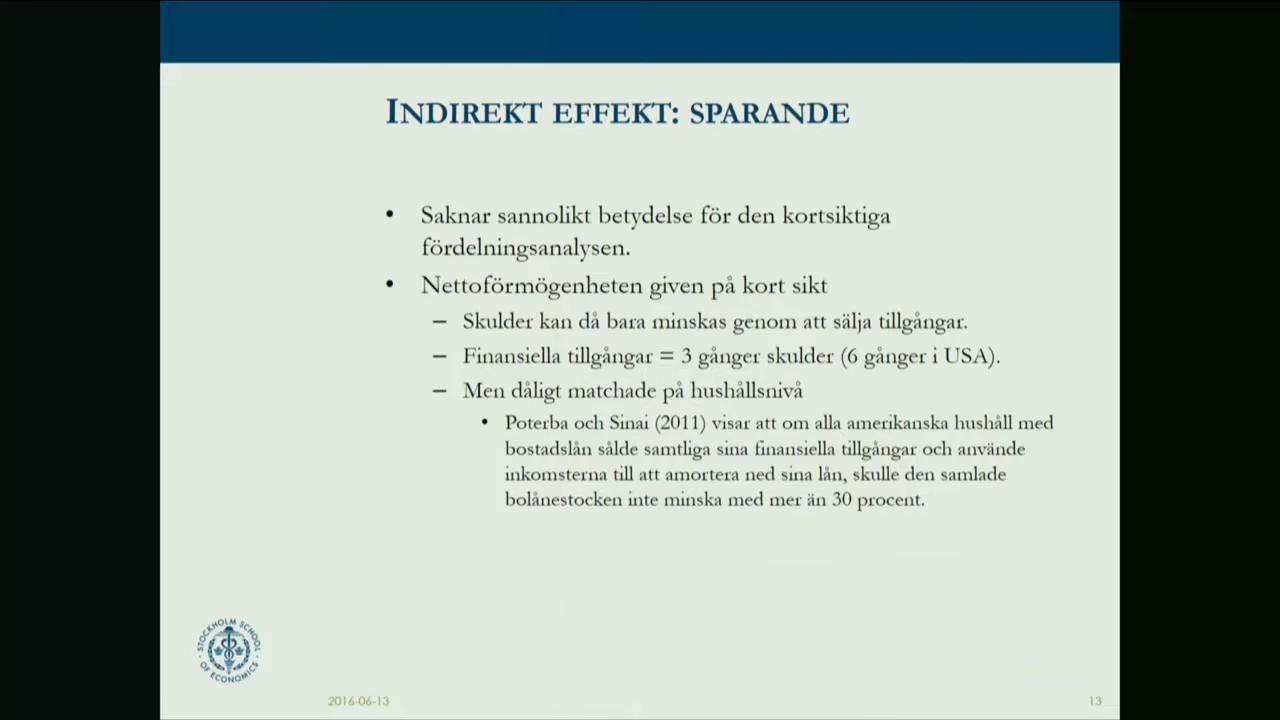 INDIREKT EFFEKT: SPARANDE
• Saknar sannolikt betydelse för den kortsiktiga
fördelningsanalysen.
• Nettoförmögenheten given på kort sikt
– Skulder kan då bara minskas genom att sälja tillgångar.
– Finansiella tillgångar = 3 gånger skulder (6 gånger i USA).
– Men dåligt matchade på hushållsnivå
• Poterba och Sinai (2011) visar att om alla amerikanska hushåll med
bostadslån sålde samtliga sina finansiella tillgångar och använde
inkomsterna till att amortera ned sina lån, skulle den samlade
bolånestocken inte minska med mer än 30 procent.
STOCKHOLM SCHOOL
OF ECONOMICS
2016-06-13
13